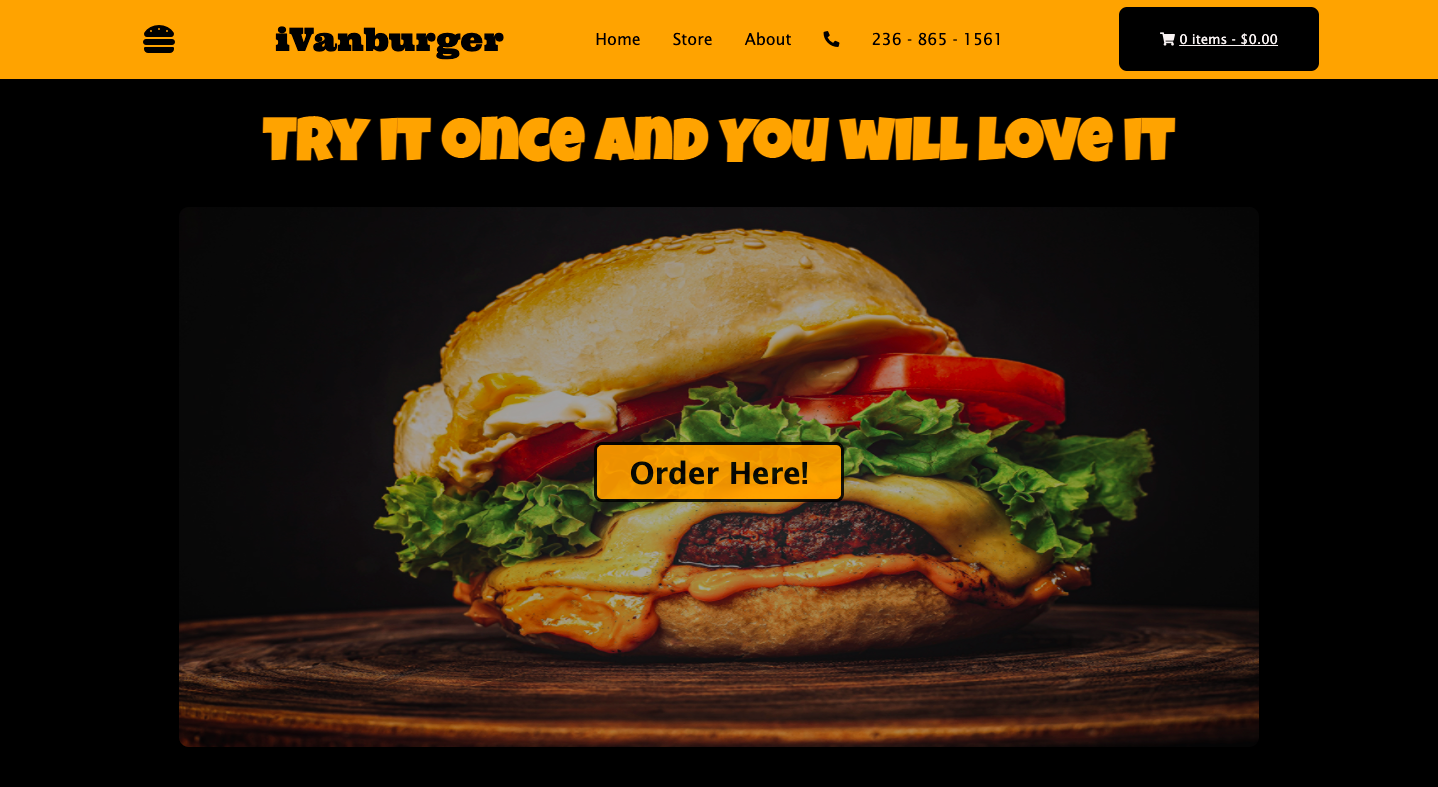 iVanburger
Home Store About 236 - 865 - 1561
0 items - $0.00
Try it once and you will love it
Order Here!